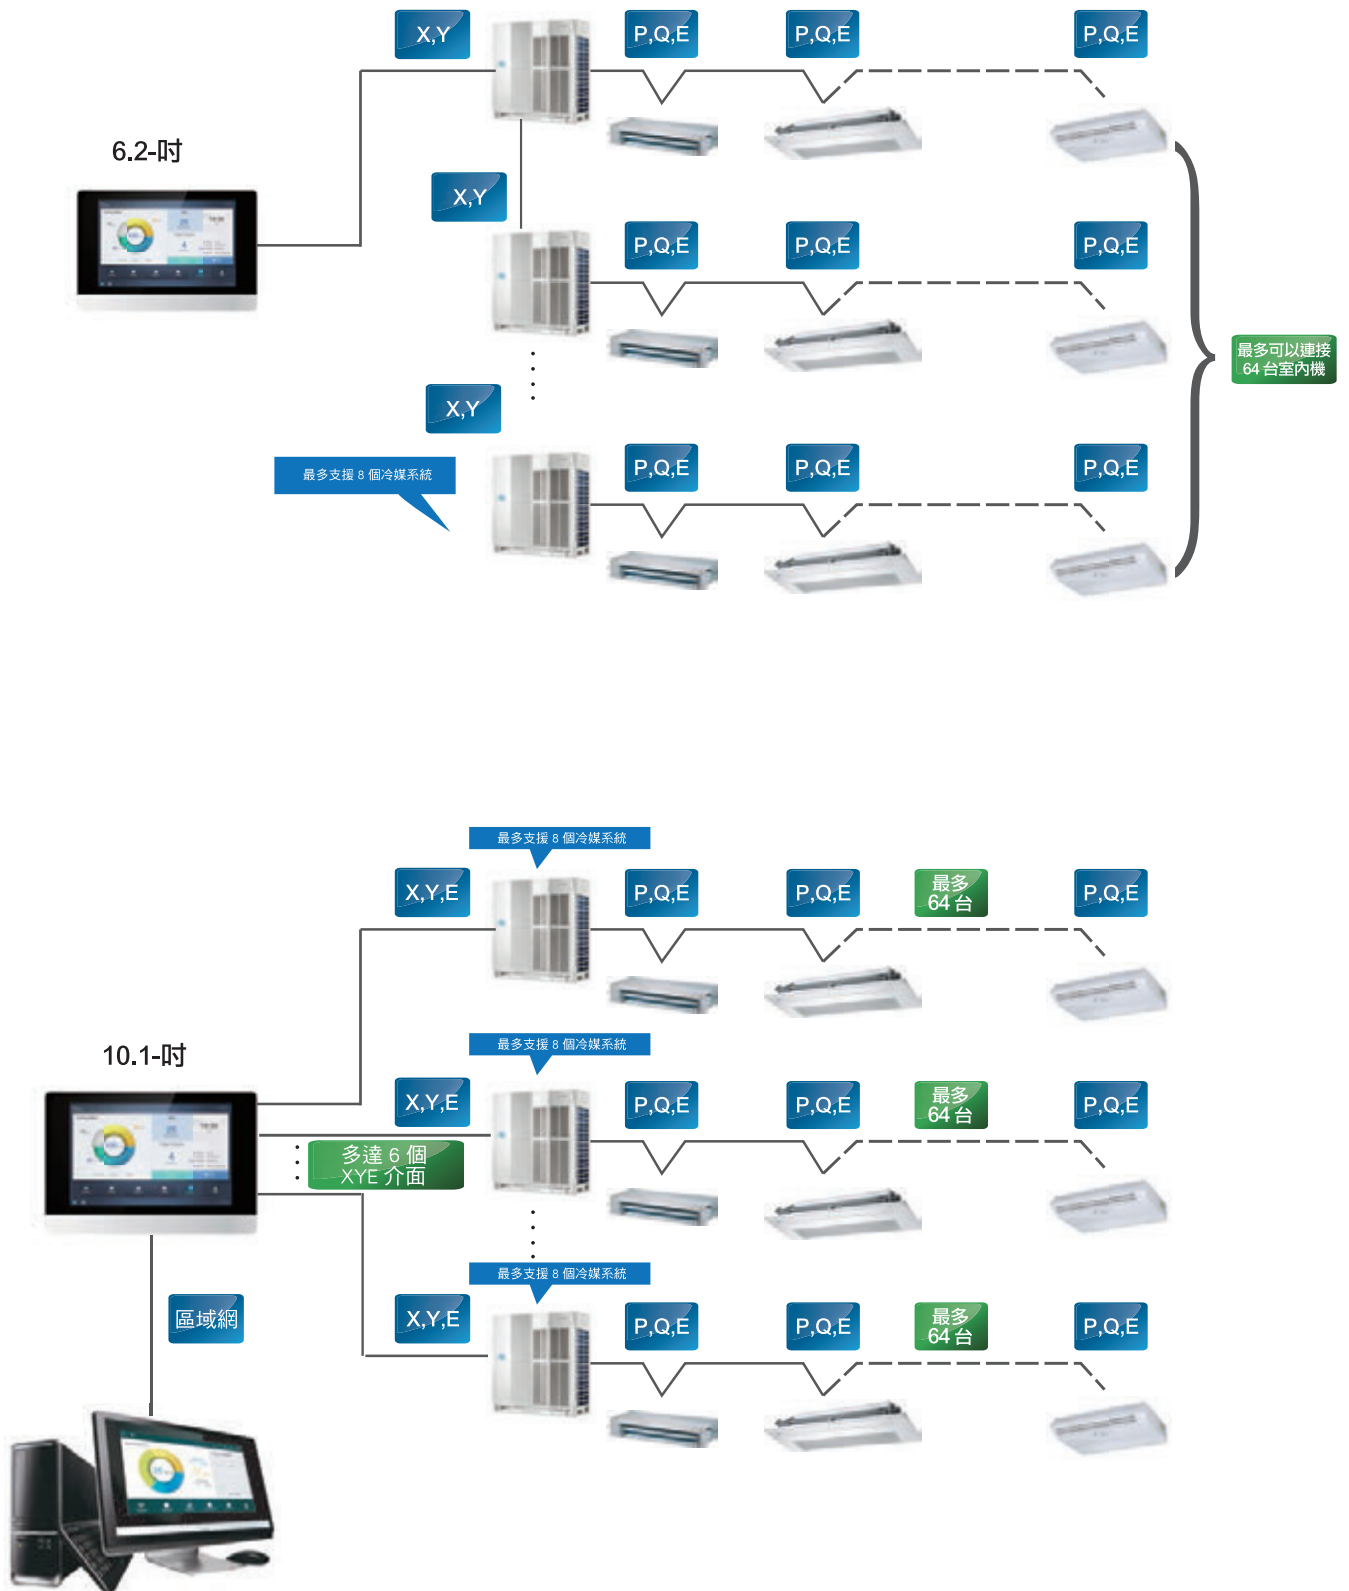 X,Y
P,Q,E
P,Q,E
P,Q,E
6.2-吋
X,Y
P,Q,E
P,Q,E
P,Q,E
最多可以連接
64 台室內機
X,Y
最多支援 8 個冷媒系統
P,Q,E
P,Q,E
P,Q,E
最多支援 8 個冷媒系統
X,Y,E
P,Q,E
P,Q,E
最多
64 台
P,Q,E
10.1-吋
最多支援 8 個冷媒系統
X,Y,E
P,Q,E
P,Q,E
最多
64 台
P,Q,E
多達 6 個
XYE 介面
最多支援 8 個冷媒系統
區域網
X,Y,E
P,Q,E
P,Q,E
最多
64 台
P,Q,E